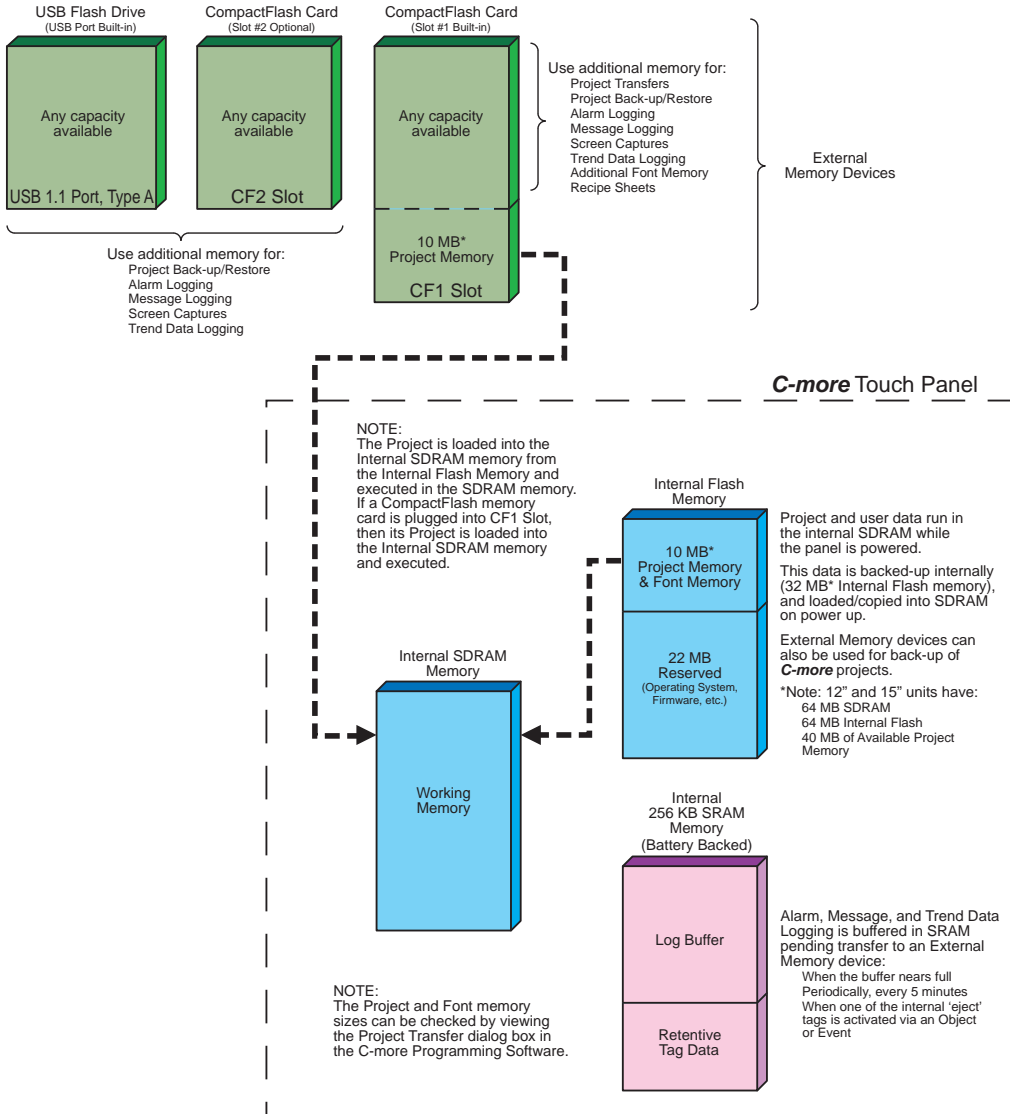 USB Flash Drive
(USB Port Built-in)
CompactFlash Card
(Slot #2 Optional)
CompactFlash Card
(Slot #1 Built-in)
Any capacity
available
USB 1.1 Port, Type A
Any capacity
available
CF2 Slot
Any capacity
available
10 MB*
Project Memory
CF1 Slot
Use additional memory for:
Project Transfers
Project Back-up/Restore
Alarm Logging
Message Logging
Screen Captures
Trend Data Logging
Additional Font Memory
Recipe Sheets
External
Memory Devices
Use additional memory for:
Project Back-up/Restore
Alarm Logging
Message Logging
Screen Captures
Trend Data Logging
C-more Touch Panel
NOTE:
The Project is loaded into the
Internal SDRAM memory from
the Internal Flash Memory and
executed in the SDRAM memory.
If a CompactFlash memory
card is plugged into CF1 Slot,
then its Project is loaded into
the Internal SDRAM memory
and executed.
Internal Flash
Memory
10 MB*
Project Memory
& Font Memory
22 MB
Reserved
(Operating System,
Firmware, etc.)
Project and user data run in
the internal SDRAM while
the panel is powered.
This data is backed-up internally
(32 MB* Internal Flash memory),
and loaded/copied into SDRAM
on power up.
External Memory devices can
also be used for back-up of
C-more projects.
*Note: 12" and 15" units have:
64 MB SDRAM
64 MB Internal Flash
40 MB of Available Project
Memory
Internal SDRAM
Memory
Working
Memory
Internal
256 KB SRAM
Memory
(Battery Backed)
Log Buffer
Retentive
Tag Data
Alarm, Message, and Trend Data
Logging is buffered in SRAM
pending transfer to an External
Memory device:
When the buffer nears full
Periodically, every 5 minutes
When one of the internal ‘eject’
tags is activated via an Object
or Event
NOTE:
The Project and Font memory
sizes can be checked by viewing
the Project Transfer dialog box in
the C-more Programming Software.